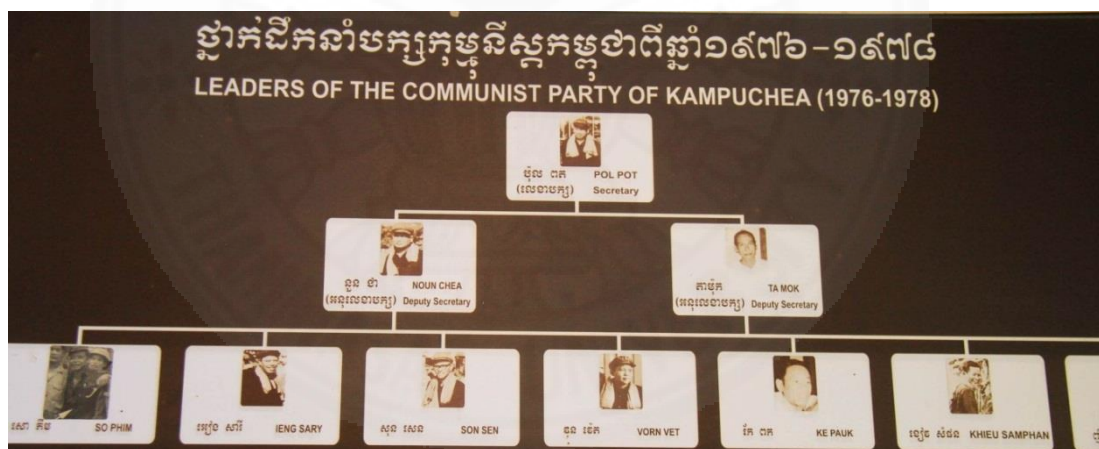 ថ្នាក់ដឹកនាំបក្សកុម្មុនីស្តកម្ពុជាពីឆ្នាំ១៩៧៦-១៩៧៨
LEADERS OF THE COMMUNIST PARTY OF KAMPUCHEA (1976-1978)
ប៉ុល ពត POL POT
(លេខាបក្ស) Secretary
នួន ជា NOUN CHEA
(អនុលេខាបក្ស) Deputy Secretary
តាម៉ុក TA MOK
(អនុលេខាបក្ស) Deputy Secretary
សោ ភឹម SO PHIM
អៀង សារី IENG SARY
សុន សេន SON SEN
វន វ៉េត VORN VET
កែ ពក KE PAUK
ខៀវ សំផន KHIEU SAMPHAN